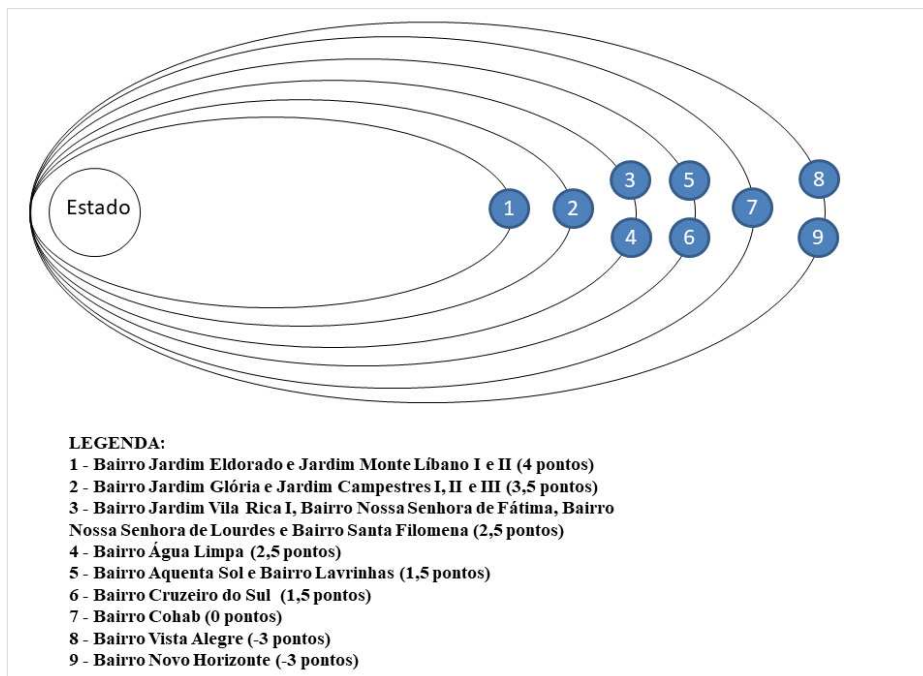 Estado
1
2
3
5
7
8
4
6
9
LEGENDA:
1 - Bairro Jardim Eldorado e Jardim Monte Líbano I e II (4 pontos)
2 - Bairro Jardim Glória e Jardim Campestres I, II e III (3,5 pontos)
3 - Bairro Jardim Vila Rica I, Bairro Nossa Senhora de Fátima, Bairro
Nossa Senhora de Lourdes e Bairro Santa Filomena (2,5 pontos)
4 - Bairro Água Limpa (2,5 pontos)
5 - Bairro Aquenta Sol e Bairro Lavrinhas (1,5 pontos)
6 - Bairro Cruzeiro do Sul (1,5 pontos)
7 - Bairro Cohab (0 pontos)
8 - Bairro Vista Alegre (-3 pontos)
9 - Bairro Novo Horizonte (-3 pontos)